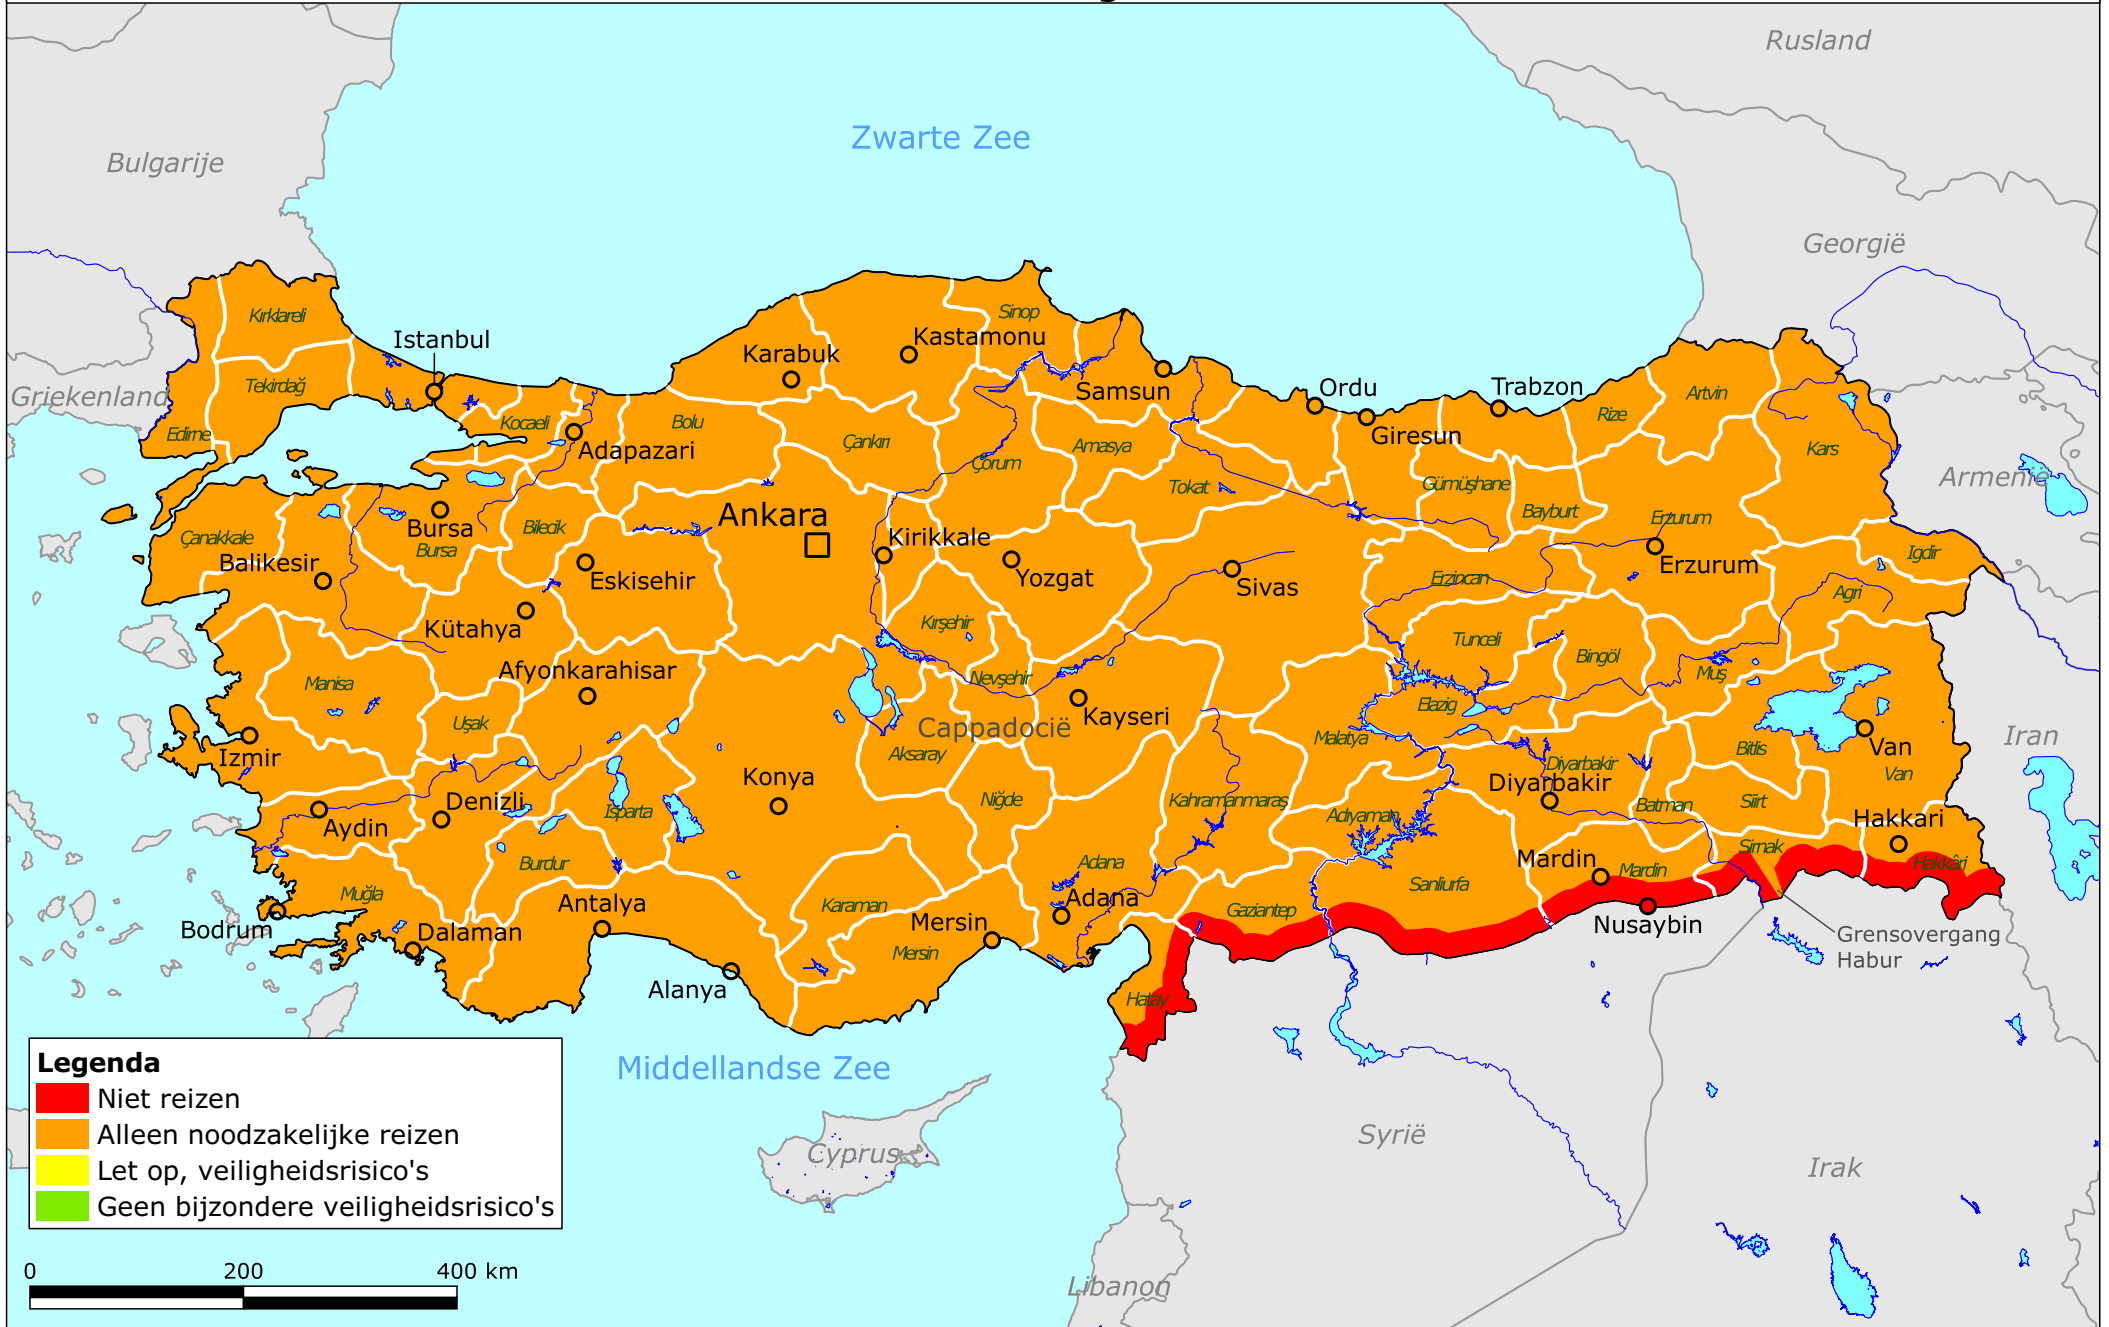 Rusland
Zwarte Zee
Bulgarije
Georgië
Kırklareli
Sinop
Istanbul
Kastamonu
Karabuk
Samsun
Ordu
Trabzon
Artvin
Griekenland
Tekirdağ
Kocaeli
Bolu
Rize
Edirne
Adapazari
Çankırı
Amasya
Giresun
Kars
Çorum
Tokat
Gümüşhane
Armenië
Ankara
Bayburt
Erzurum
Çanakkale
Bursa
Bursa
Bilecik
Kirikkale
Igdir
Balikesir
Eskisehir
Yozgat
Sivas
Erzincan
Erzurum
Agri
Kütahya
Kırşehir
Tunceli
Bingöl
Afyonkarahisar
Nevşehir
Muş
Manisa
Uşak
Cappadocië
Kayseri
Elazig
Izmir
Aksaray
Malatya
Diyarbakir
Bitlis
Van
Van
Iran
Konya
Diyarbakir
Denizli
Isparta
Niğde
Kahramanmaraş
Adıyaman
Batman
Siirt
Aydin
Hakkari
Burdur
Adana
Mardin
Mardin
Sirnak
Hakkâri
Muğla
Antalya
Karaman
Adana
Sanliurfa
Bodrum
Dalaman
Mersin
Mersin
Gaziantep
Nusaybin
Grensovergang
Habur
Alanya
Hatay
Middellandse Zee
Legenda
Niet reizen
Alleen noodzakelijke reizen
Let op, veiligheidsrisico's
Geen bijzondere veiligheidsrisico's
Cyprus
Syrië
Irak
Libanon
0 200 400 km